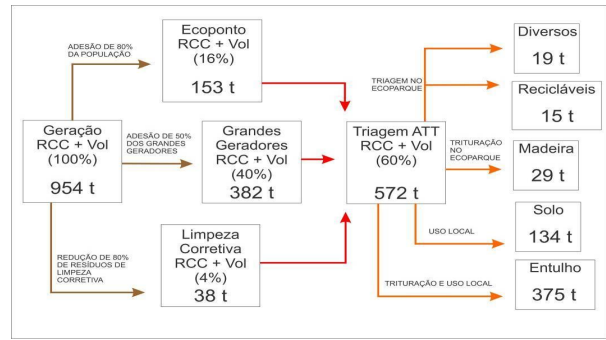 Geração
RCC + Vol
(100%)
954 t
ADESÃO DE 80%
DA POPULAÇÃO
ADESÃO DE 50%
DOS GRANDES
GERADORES
REDUÇÃO DE 80%
DE RESÍDUOS DE
LIMPEZA
CORRETIVA
Ecoponto
RCC + Vol
(16%)
153 t
Grandes
Geradores
RCC + Vol
(40%)
382 t
Limpeza
Corretiva
RCC + Vol
(4%)
38 t
Triagem ATT
RCC + Vol
(60%)
572 t
TRIAGEM NO
ECOPARQUE
TRITURAÇÃO
NO
ECOPARQUE
USO LOCAL
TRITURAÇÃO E USO LOCAL
Diversos
19 t
Recicláveis
15 t
Madeira
29 t
Solo
134 t
Entulho
375 t